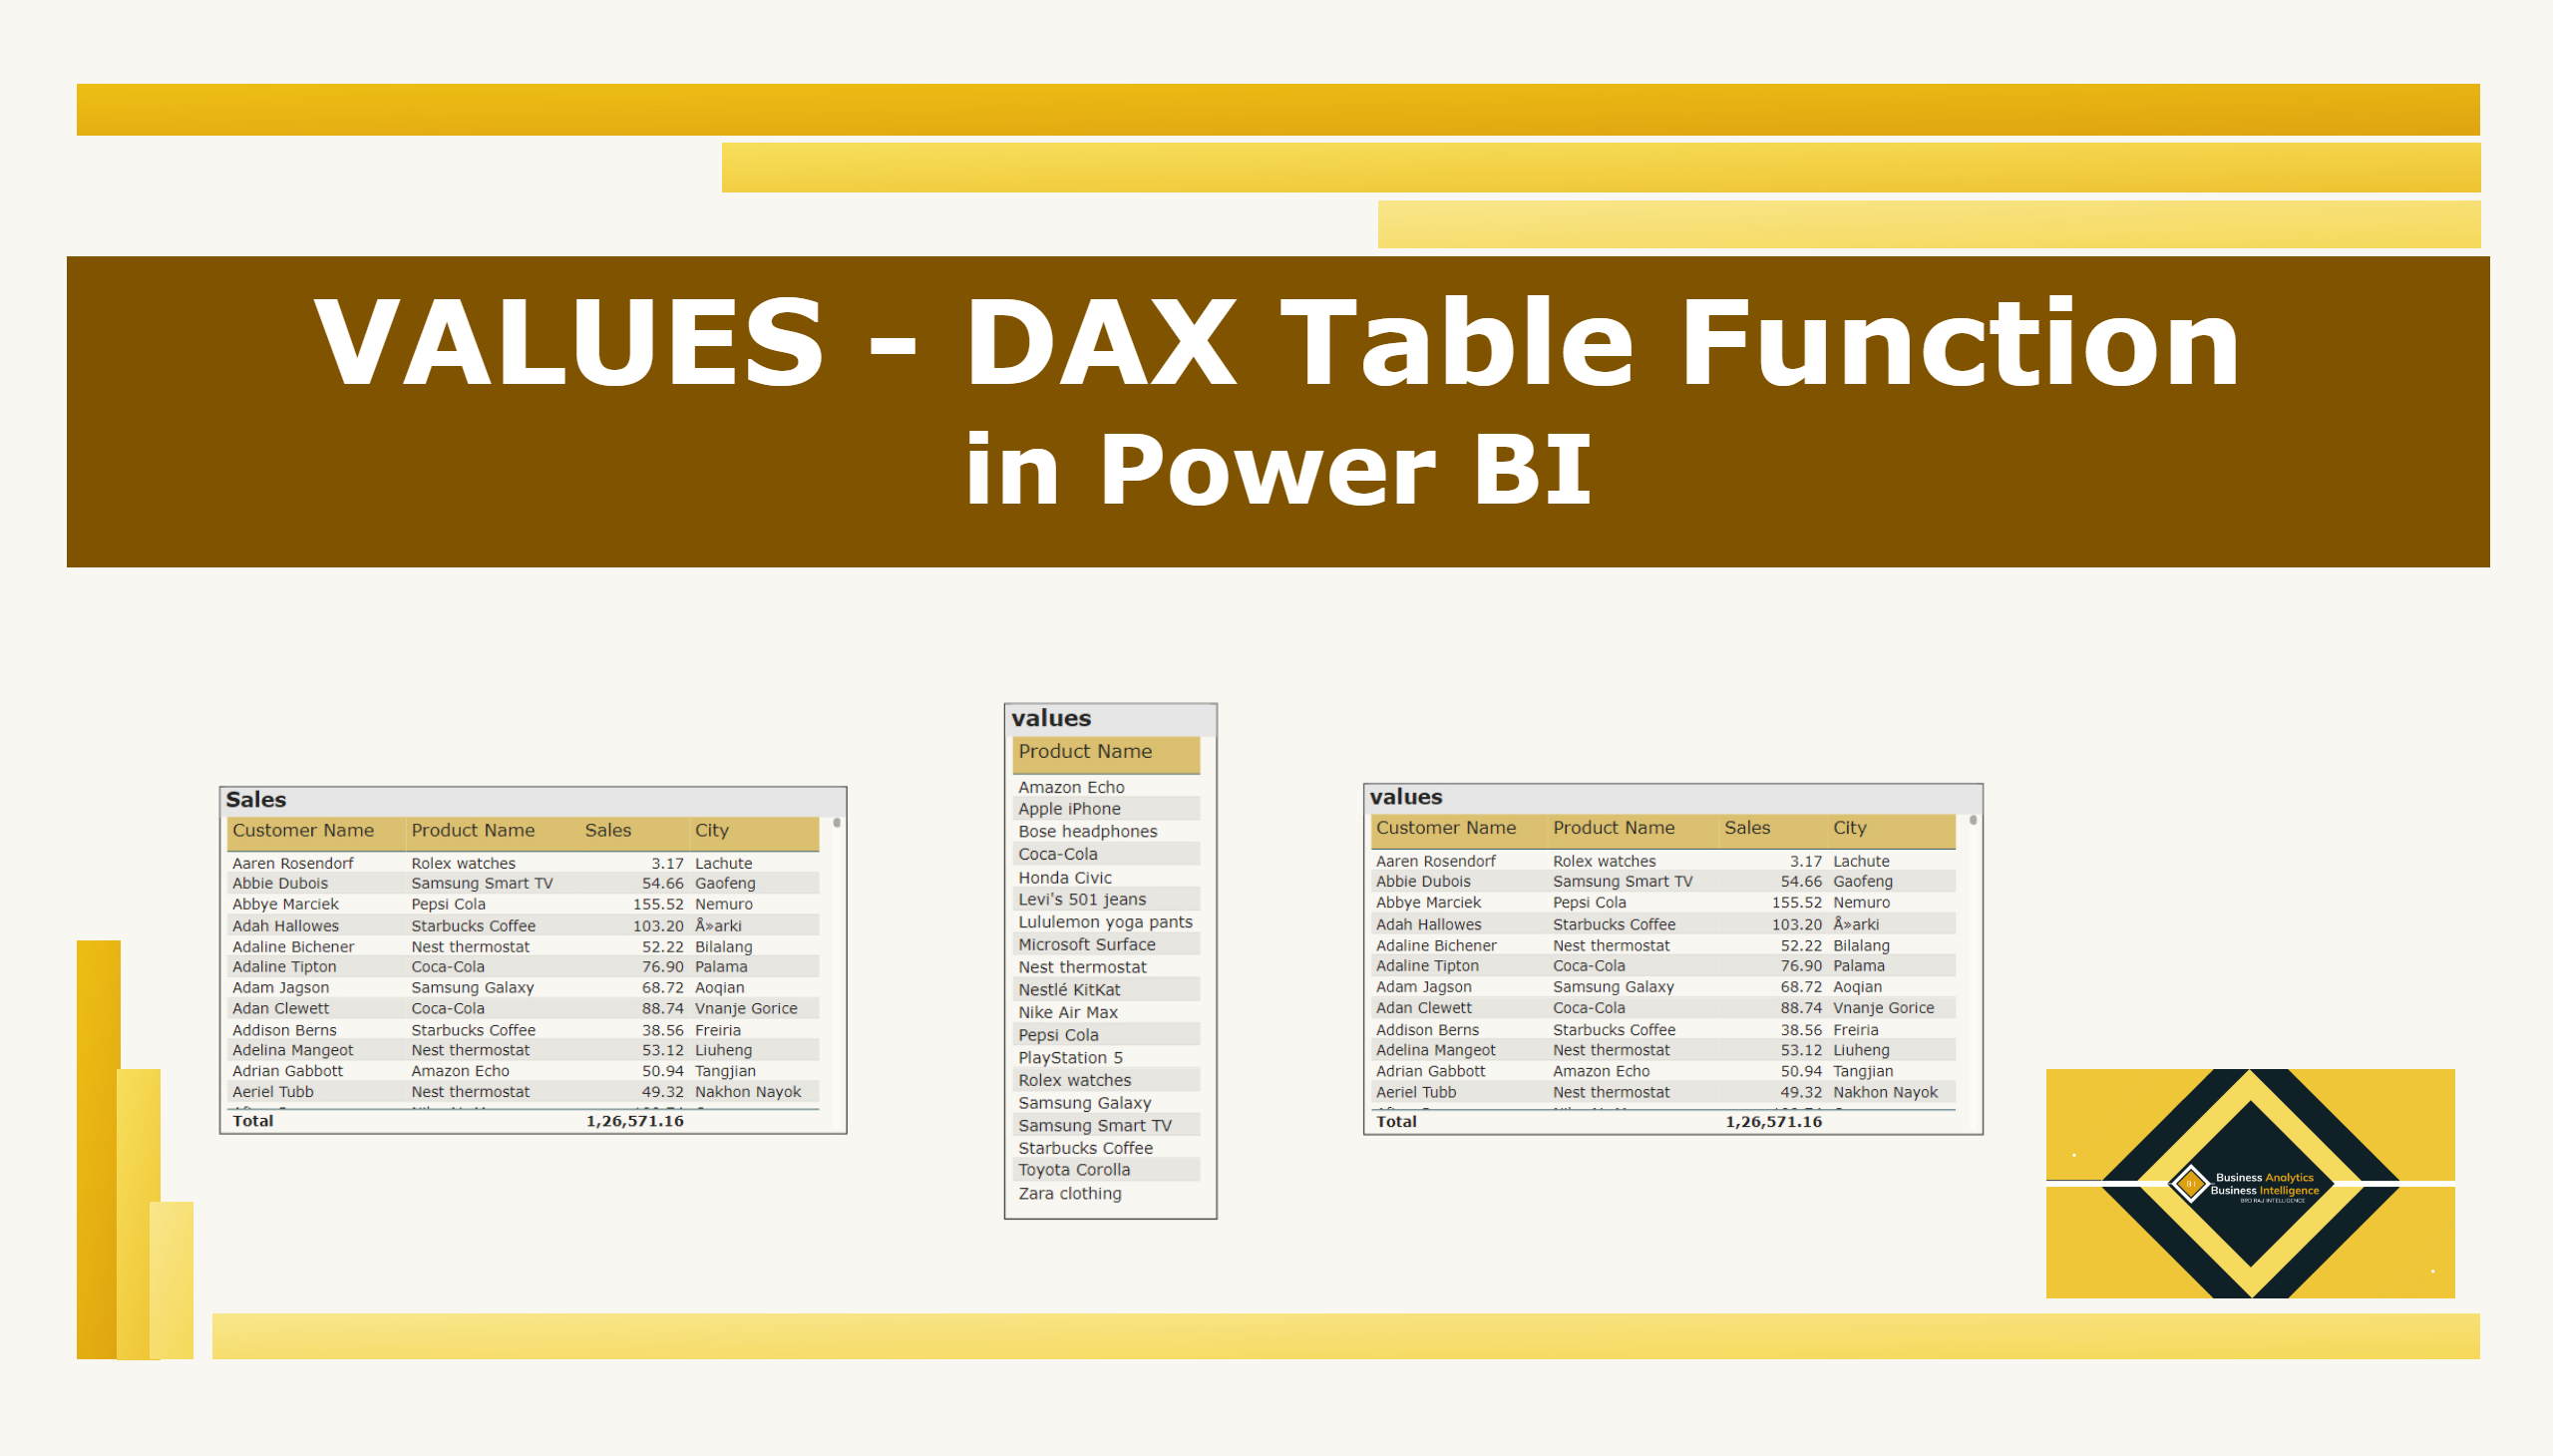 VALUES - DAX Table Function
in Power BI
Sales
Customer Name Product Name Sales City
Aaren Rosendorf Rolex watches 3.17 Lachute
Abbie Dubois Samsung Smart TV 54.66 Gaofeng
Abbye Marciek Pepsi Cola 155.52 Nemuro
Adah Hallowes Starbucks Coffee 103.20 Å»arki
Adaline Bichener Nest thermostat 52.22 Bilalang
Adaline Tipton Coca-Cola 76.90 Palama
Adam Jagson Samsung Galaxy 68.72 Aoqian
Adan Clewett Coca-Cola 88.74 Vnanje Gorice
Addison Berns Starbucks Coffee 38.56 Freiria
Adelina Mangeot Nest thermostat 53.12 Liuheng
Adrian Gabbott Amazon Echo 50.94 Tangjian
Aeriel Tubb Nest thermostat 49.32 Nakhon Nayok
Total 1,26,571.16
values
Product Name
Amazon Echo
Apple iPhone
Bose headphones
Coca-Cola
Honda Civic
Levi's 501 jeans
Lululemon yoga pants
Microsoft Surface
Nest thermostat
Nestlé KitKat
Nike Air Max
Pepsi Cola
PlayStation 5
Rolex watches
Samsung Galaxy
Samsung Smart TV
Starbucks Coffee
Toyota Corolla
Zara clothing
values
Customer Name Product Name Sales City
Aaren Rosendorf Rolex watches 3.17 Lachute
Abbie Dubois Samsung Smart TV 54.66 Gaofeng
Abbye Marciek Pepsi Cola 155.52 Nemuro
Adah Hallowes Starbucks Coffee 103.20 Å»arki
Adaline Bichener Nest thermostat 52.22 Bilalang
Adaline Tipton Coca-Cola 76.90 Palama
Adam Jagson Samsung Galaxy 68.72 Aoqian
Adan Clewett Coca-Cola 88.74 Vnanje Gorice
Addison Berns Starbucks Coffee 38.56 Freiria
Adelina Mangeot Nest thermostat 53.12 Liuheng
Adrian Gabbott Amazon Echo 50.94 Tangjian
Aeriel Tubb Nest thermostat 49.32 Nakhon Nayok
Total 1,26,571.16
Business Analytics
Business Intelligence